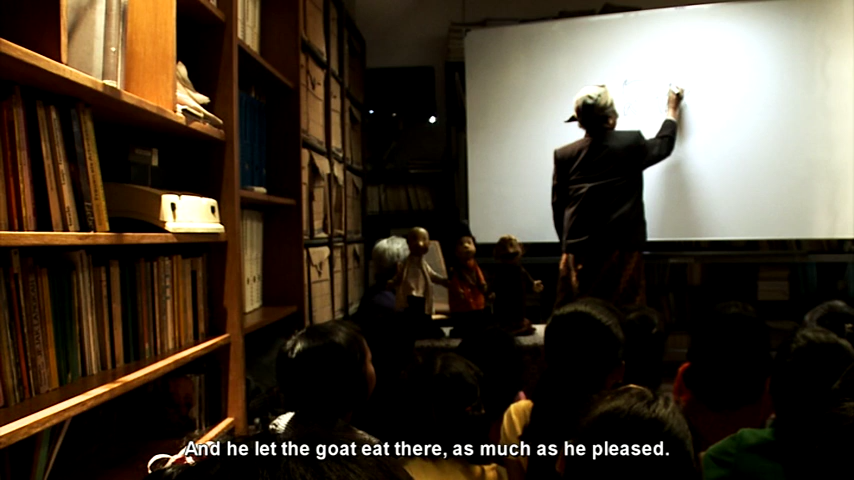 And he let the goat eat there, as much as he pleased.